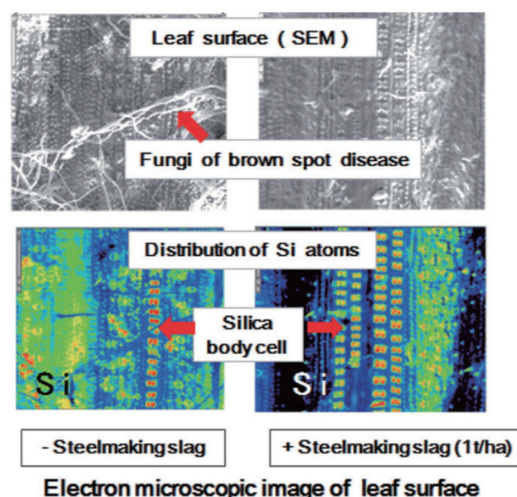 Leaf surface ( SEM )
Fungi of brown spot disease
Distribution of Si atoms
Silica
body cell
Si
Si
- Steelmaking slag
+ Steelmaking slag (1t/ha)
Electron microscopic image of leaf surface